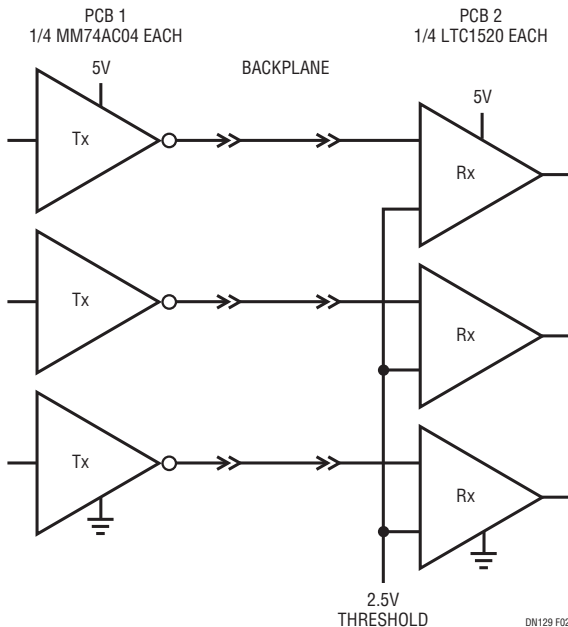 PCB 1
1/4 MM74AC04 EACH
PCB 2
1/4 LTC1520 EACH
5V
BACKPLANE
5V
Tx
Rx
Tx
Rx
Tx
Rx
2.5V
THRESHOLD
DN129 F02